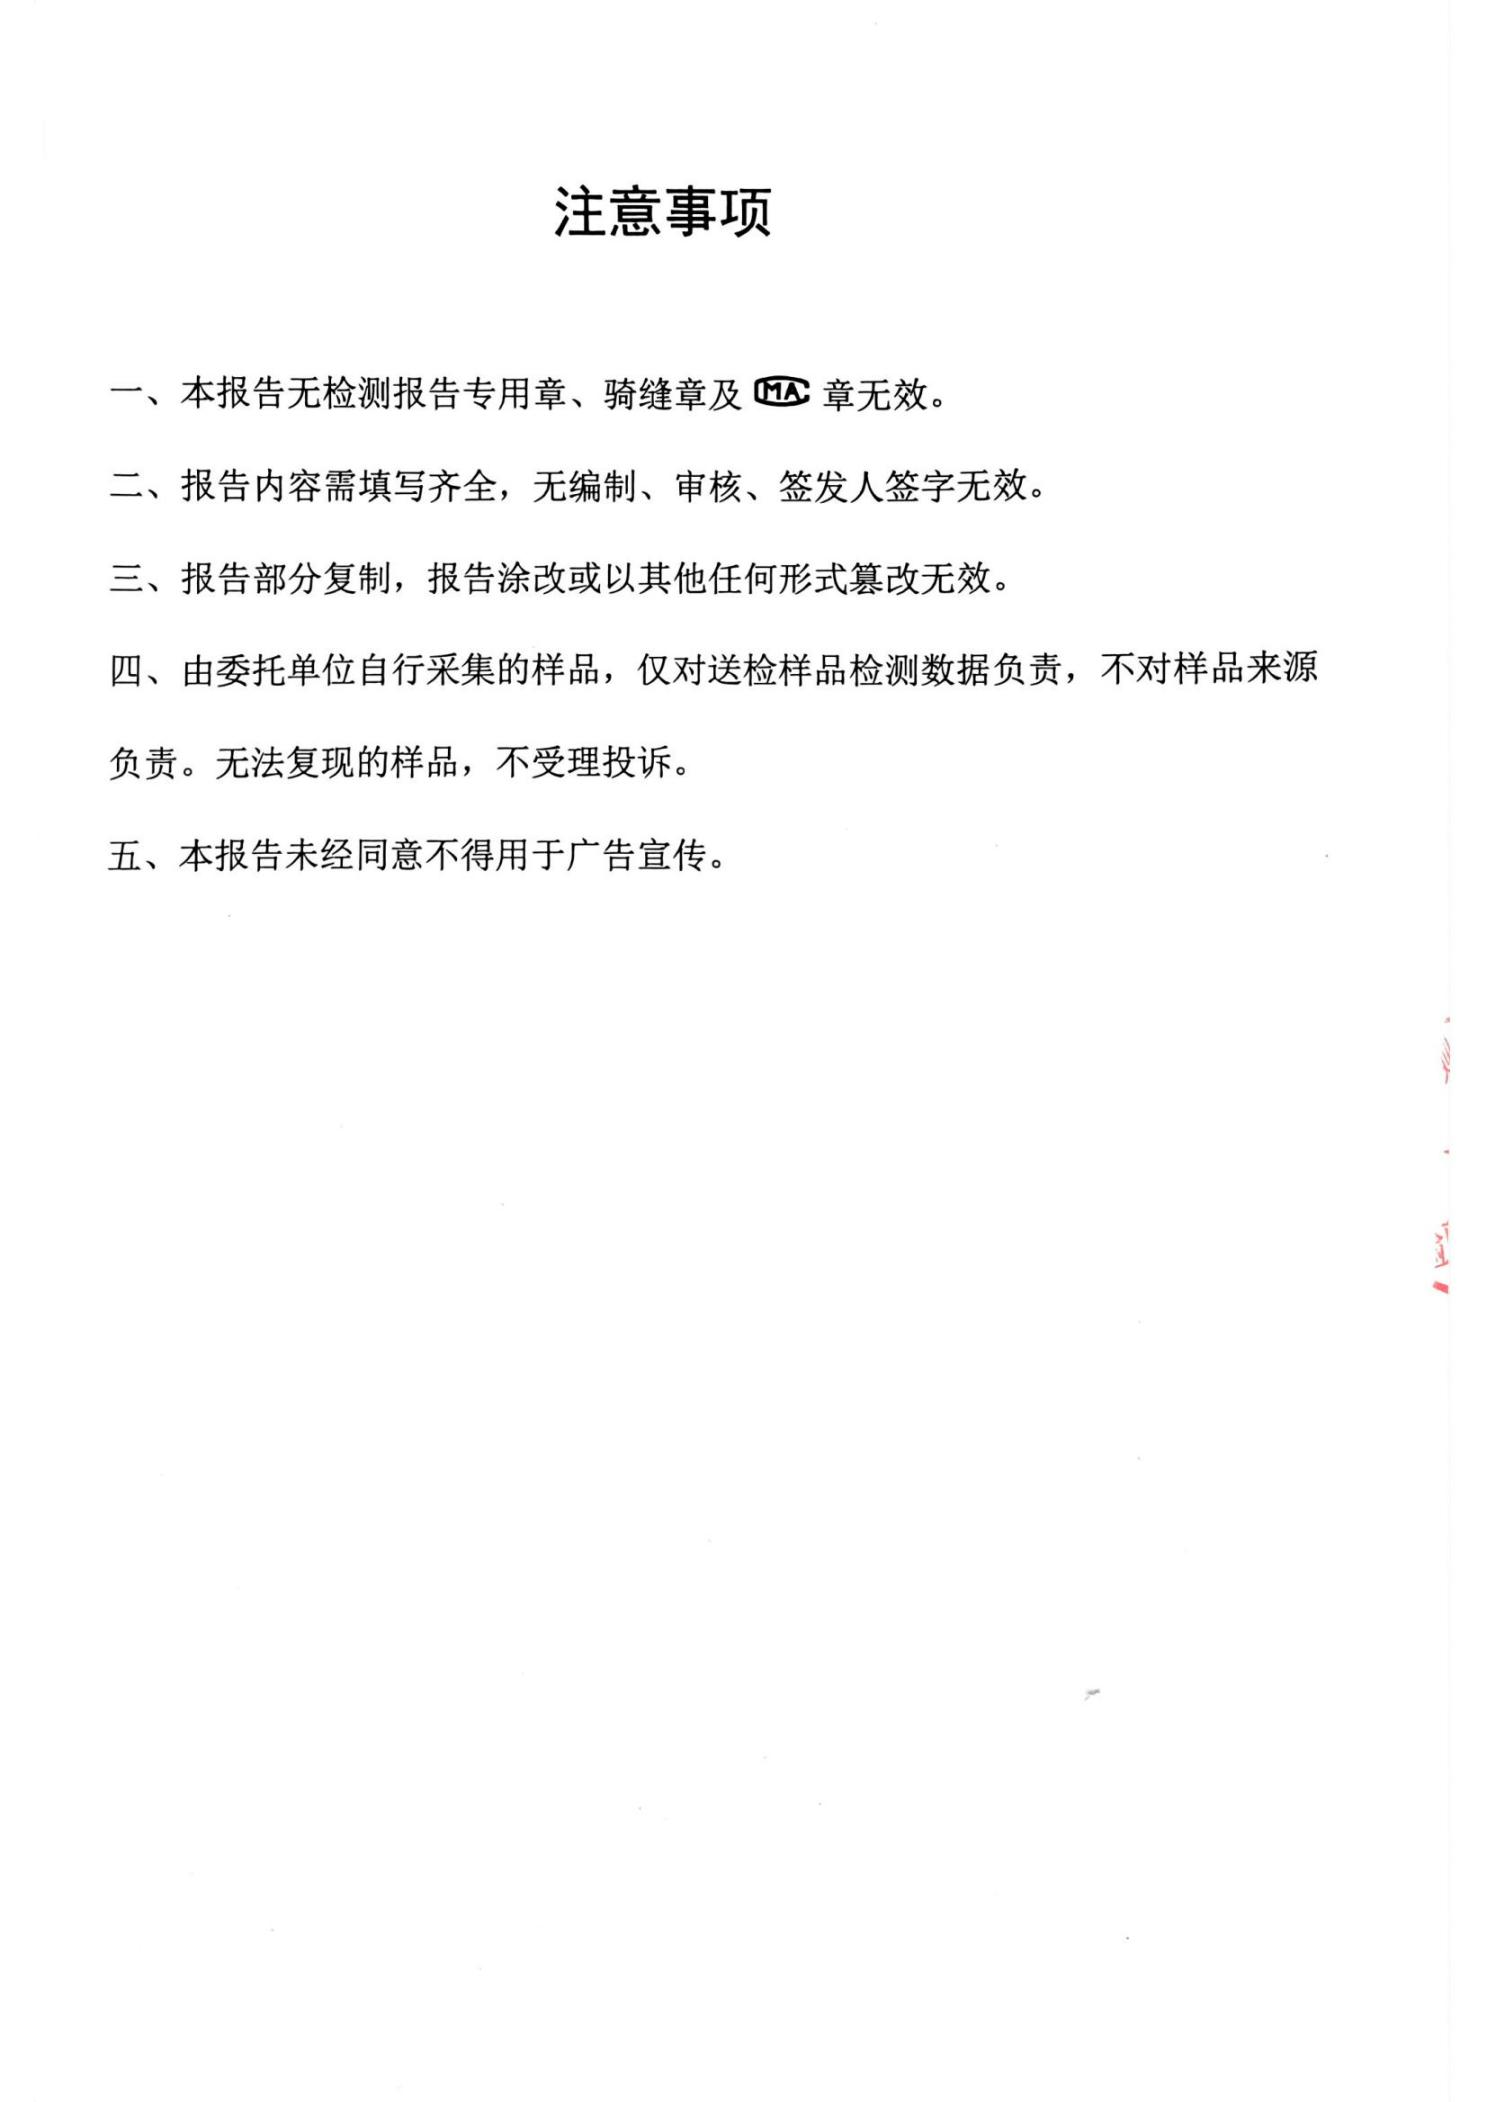 注意事项
一、本报告无检测报告专用章、骑缝章及 CMA 章无效。
二、报告内容需填写齐全，无编制、审核、签发人签字无效。
三、报告部分复制，报告涂改或以其他任何形式篡改无效。
四、由委托单位自行采集的样品，仅对送检样品检测数据负责，不对样品来源
负责。无法复现的样品，不受理投诉。
五、本报告未经同意不得用于广告宣传。